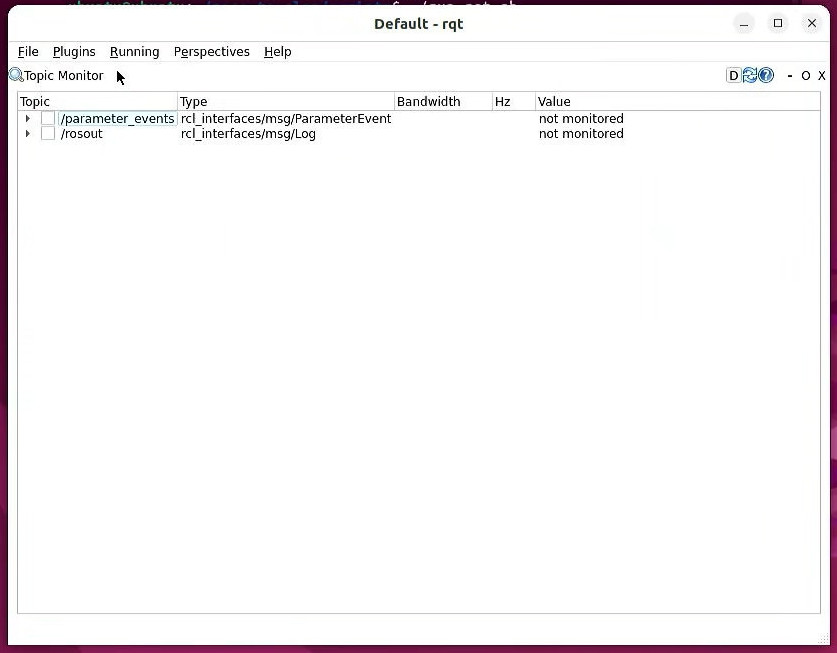 Default - rqt
File Plugins Running Perspectives Help
Topic Monitor D - O X
Topic Type Bandwidth Hz Value
/parameter_events rcl_interfaces/msg/ParameterEvent not monitored
/rosout rcl_interfaces/msg/Log not monitored